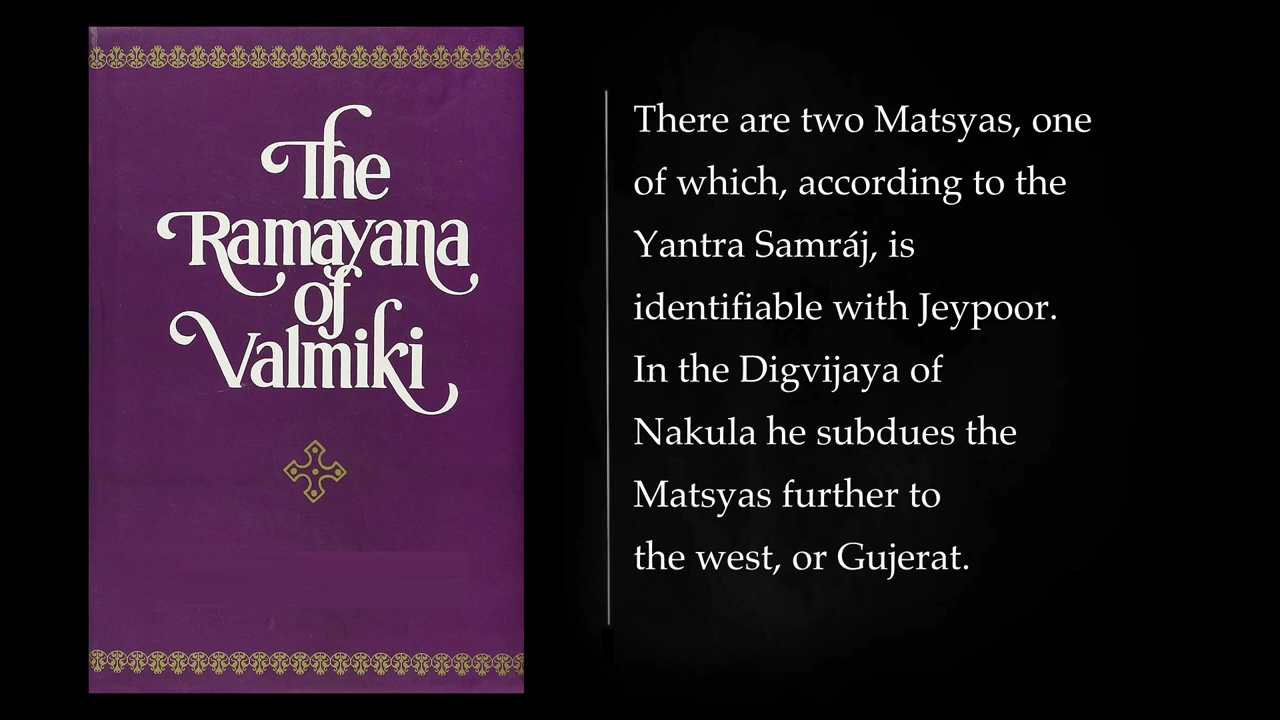 The
Ramayana
of
Valmiki
There are two Matsyas, one
of which, according to the
Yantra Samráj, is
identifiable with Jeypoor.
In the Digvijaya of
Nakula he subdues the
Matsyas further to
the west, or Gujerat.